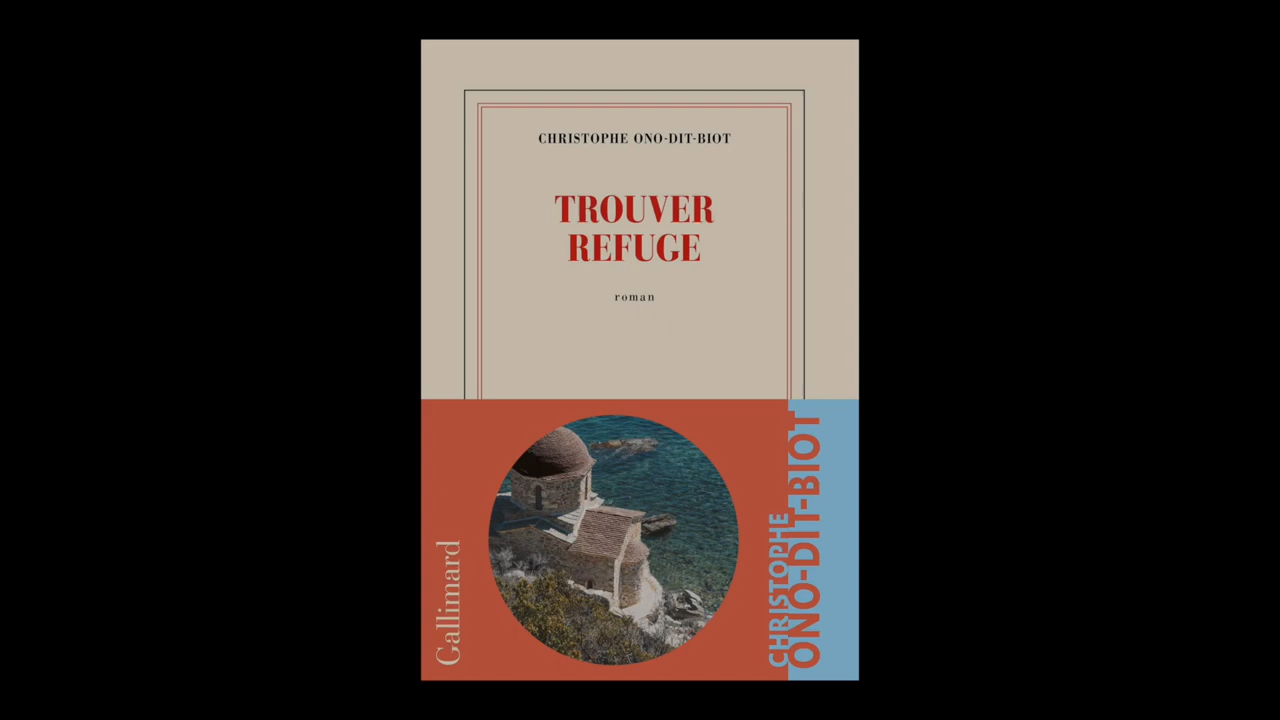 CHRISTOPHE ONO-DIT-BIOT
TROUVER
REFUGE
roman
Gallimard
CHRISTOPHE
ONO-DIT-BIOT